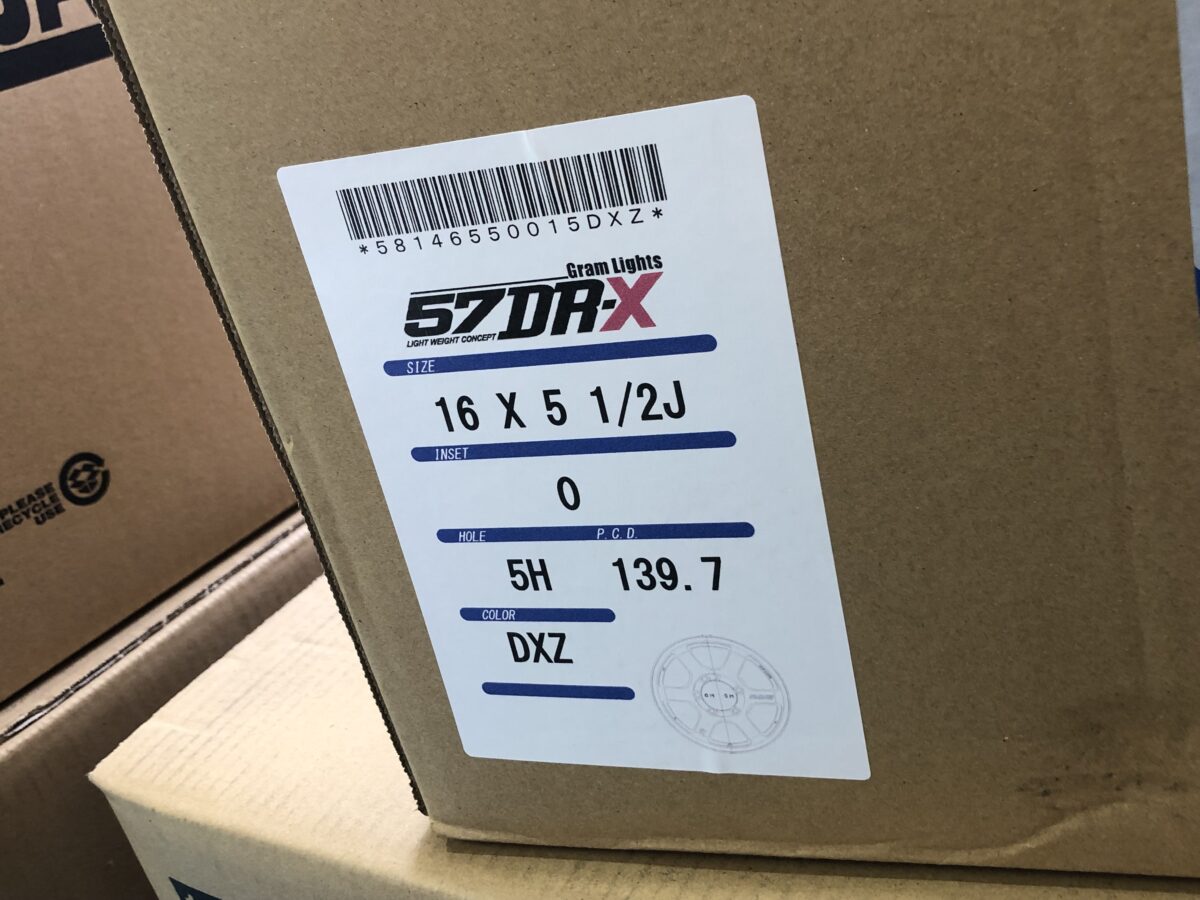 *58146550015DXZ*
Gram Lights
57DR-X
LIGHT WEIGHT CONCEPT
SIZE
16 X 5 1/2J
INSET
0
HOLE P.C.D.
5H 139.7
COLOR
DXZ
PLEASE
RECYCLE
USE